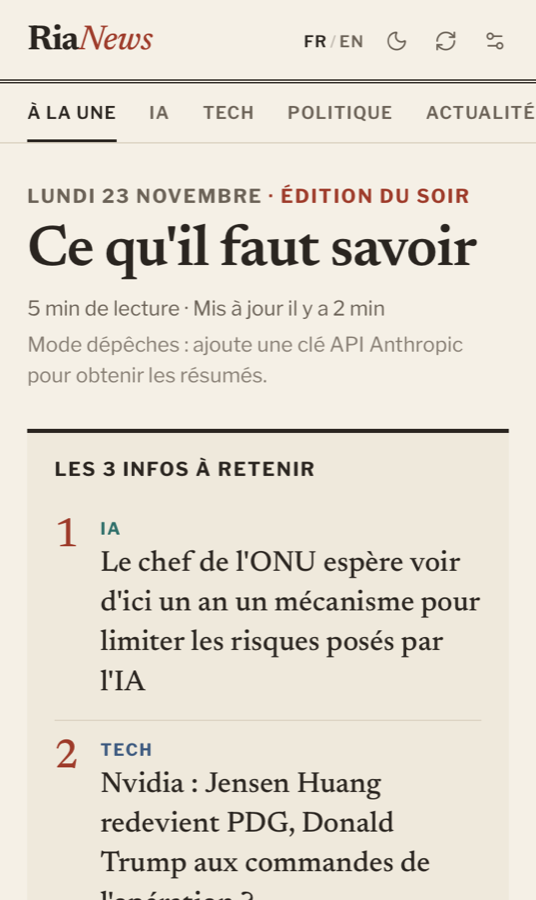 RiaNews
FR / EN
À LA UNE IA TECH POLITIQUE ACTUALITÉ
LUNDI 23 NOVEMBRE · ÉDITION DU SOIR
Ce qu'il faut savoir
5 min de lecture · Mis à jour il y a 2 min
Mode dépêches : ajoute une clé API Anthropic
pour obtenir les résumés.
LES 3 INFOS À RETENIR
1 IA
Le chef de l'ONU espère voir
d'ici un an un mécanisme pour
limiter les risques posés par
l'IA
2 TECH
Nvidia : Jensen Huang
redevient PDG, Donald
Trump aux commandes de
l'opération ?